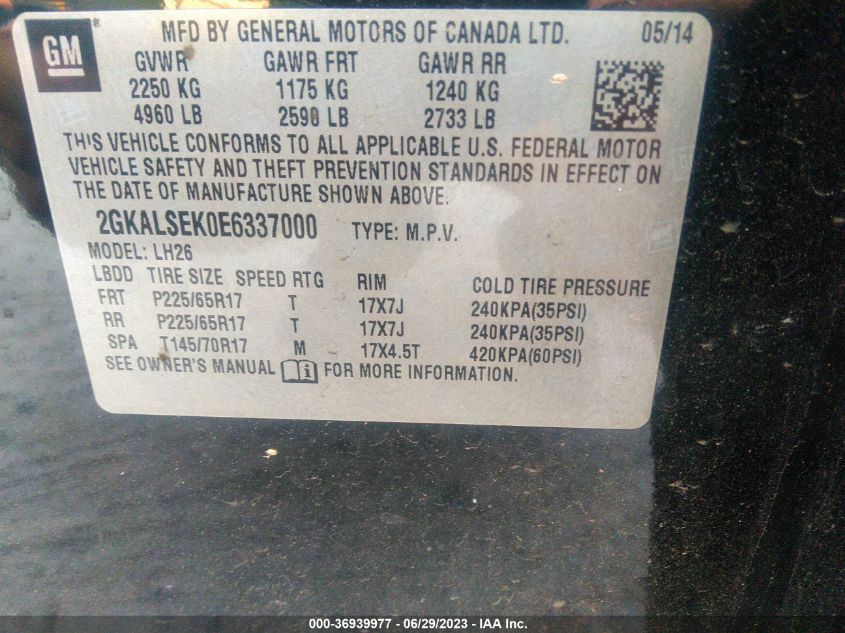 GM ® MFD BY GENERAL MOTORS OF CANADA LTD. 05/14
GVWR GAWR FRT GAWR RR
2250 KG 1175 KG 1240 KG
4960 LB 2590 LB 2733 LB
THIS VEHICLE CONFORMS TO ALL APPLICABLE U.S. FEDERAL MOTOR
VEHICLE SAFETY AND THEFT PREVENTION STANDARDS IN EFFECT ON
THE DATE OF MANUFACTURE SHOWN ABOVE.
2GKALSEK0E6337000 TYPE: M.P.V.
MODEL: LH26
LBDD TIRE SIZE SPEED RTG RIM COLD TIRE PRESSURE
FRT P225/65R17 T 17X7J 240KPA(35PSI)
RR P225/65R17 T 17X7J 240KPA(35PSI)
SPA T145/70R17 M 17X4.5T 420KPA(60PSI)
SEE OWNER'S MANUAL i FOR MORE INFORMATION.
000-36939977 - 06/29/2023 - IAA Inc.